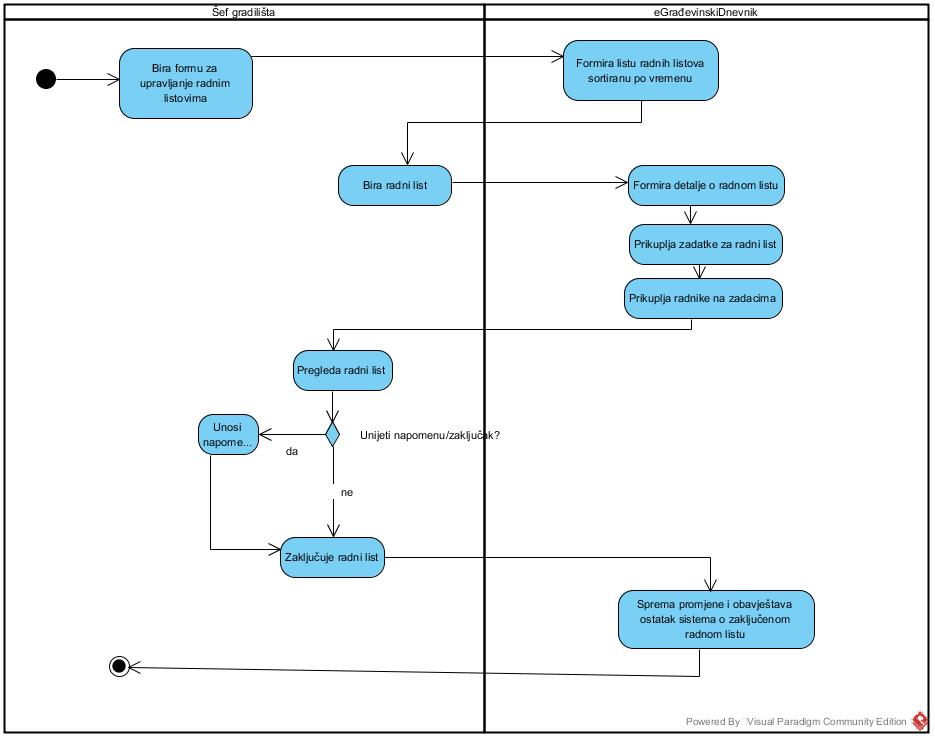 Šef gradilišta
eGrađevinskiDnevnik
Bira formu za
upravljanje radnim
listovima
Formira listu radnih listova
sortiranu po vremenu
Bira radni list
Formira detalje o radnom listu
Prikuplja zadatke za radni list
Prikuplja radnike na zadacima
Pregleda radni list
Unosi
napome...
Unijeti napomenu/zaključak?
da
ne
Zaključuje radni list
Sprema promjene i obavještava
ostatak sistema o zaključenom
radnom listu
Powered By Visual Paradigm Community Edition